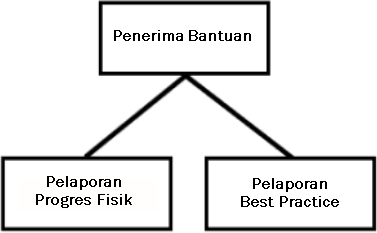 Penerima Bantuan
Pelaporan
Progres Fisik
Pelaporan
Best Practice